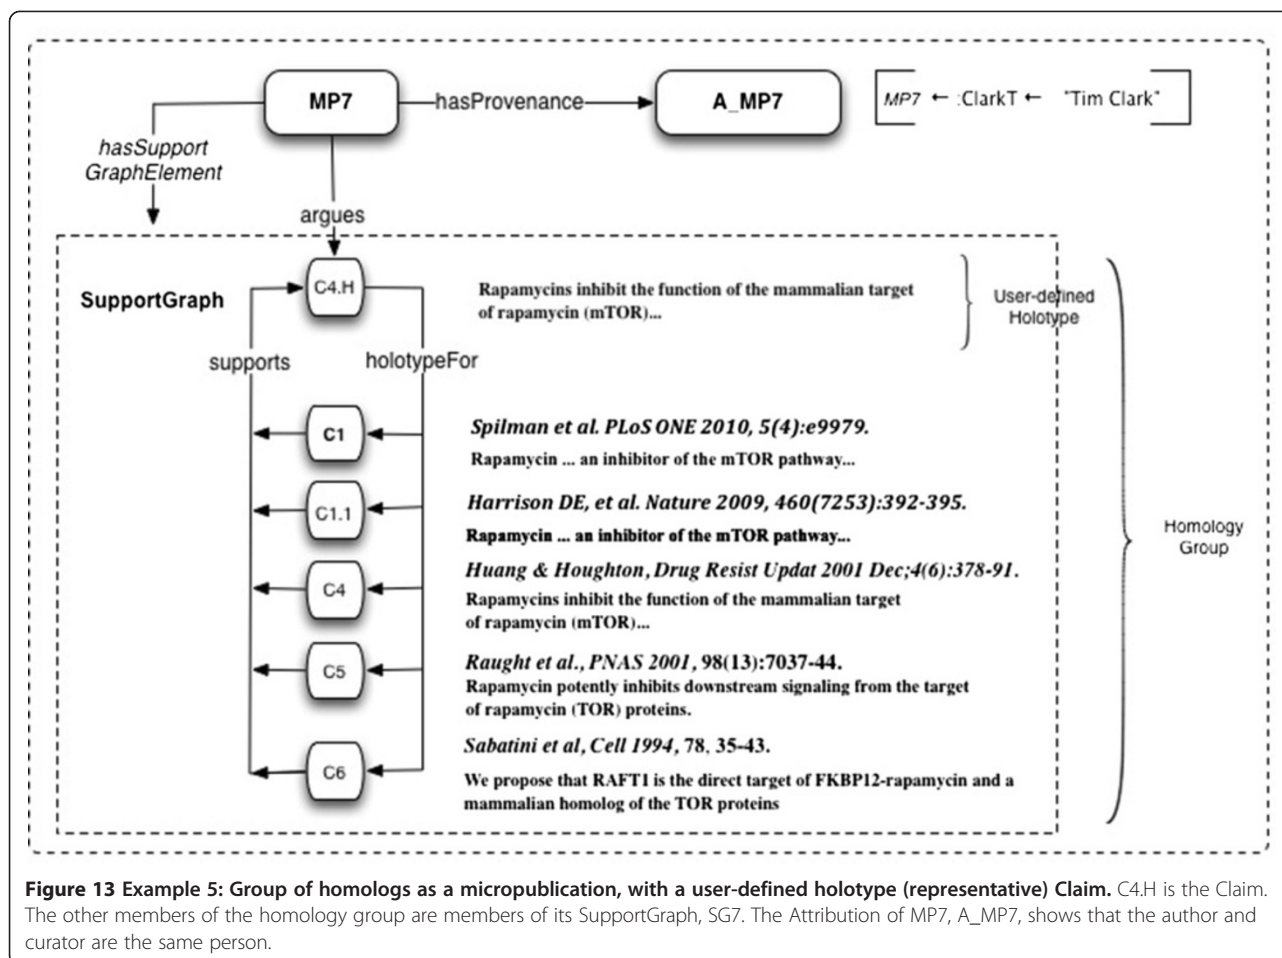 MP7
hasProvenance
A_MP7
MP7 ← :ClarkT ← "Tim Clark"
hasSupport
GraphElement
argues
SupportGraph
C4.H
Rapamycins inhibit the function of the mammalian target
of rapamycin (mTOR)...
User-defined
Holotype
supports
holotypeFor
C1
Spilman et al. PLoS ONE 2010, 5(4):e9979.
Rapamycin ... an inhibitor of the mTOR pathway...
C1.1
Harrison DE, et al. Nature 2009, 460(7253):392-395.
Rapamycin ... an inhibitor of the mTOR pathway...
Homology
Group
C4
Huang & Houghton, Drug Resist Updat 2001 Dec;4(6):378-91.
Rapamycins inhibit the function of the mammalian target
of rapamycin (mTOR)...
C5
Raught et al., PNAS 2001, 98(13):7037-44.
Rapamycin potently inhibits downstream signaling from the target
of rapamycin (TOR) proteins.
C6
Sabatini et al, Cell 1994, 78, 35-43.
We propose that RAFT1 is the direct target of FKBP12-rapamycin and a
mammalian homolog of the TOR proteins
Figure 13 Example 5: Group of homologs as a micropublication, with a user-defined holotype (representative) Claim. C4.H is the Claim.
The other members of the homology group are members of its SupportGraph, SG7. The Attribution of MP7, A_MP7, shows that the author and
curator are the same person.